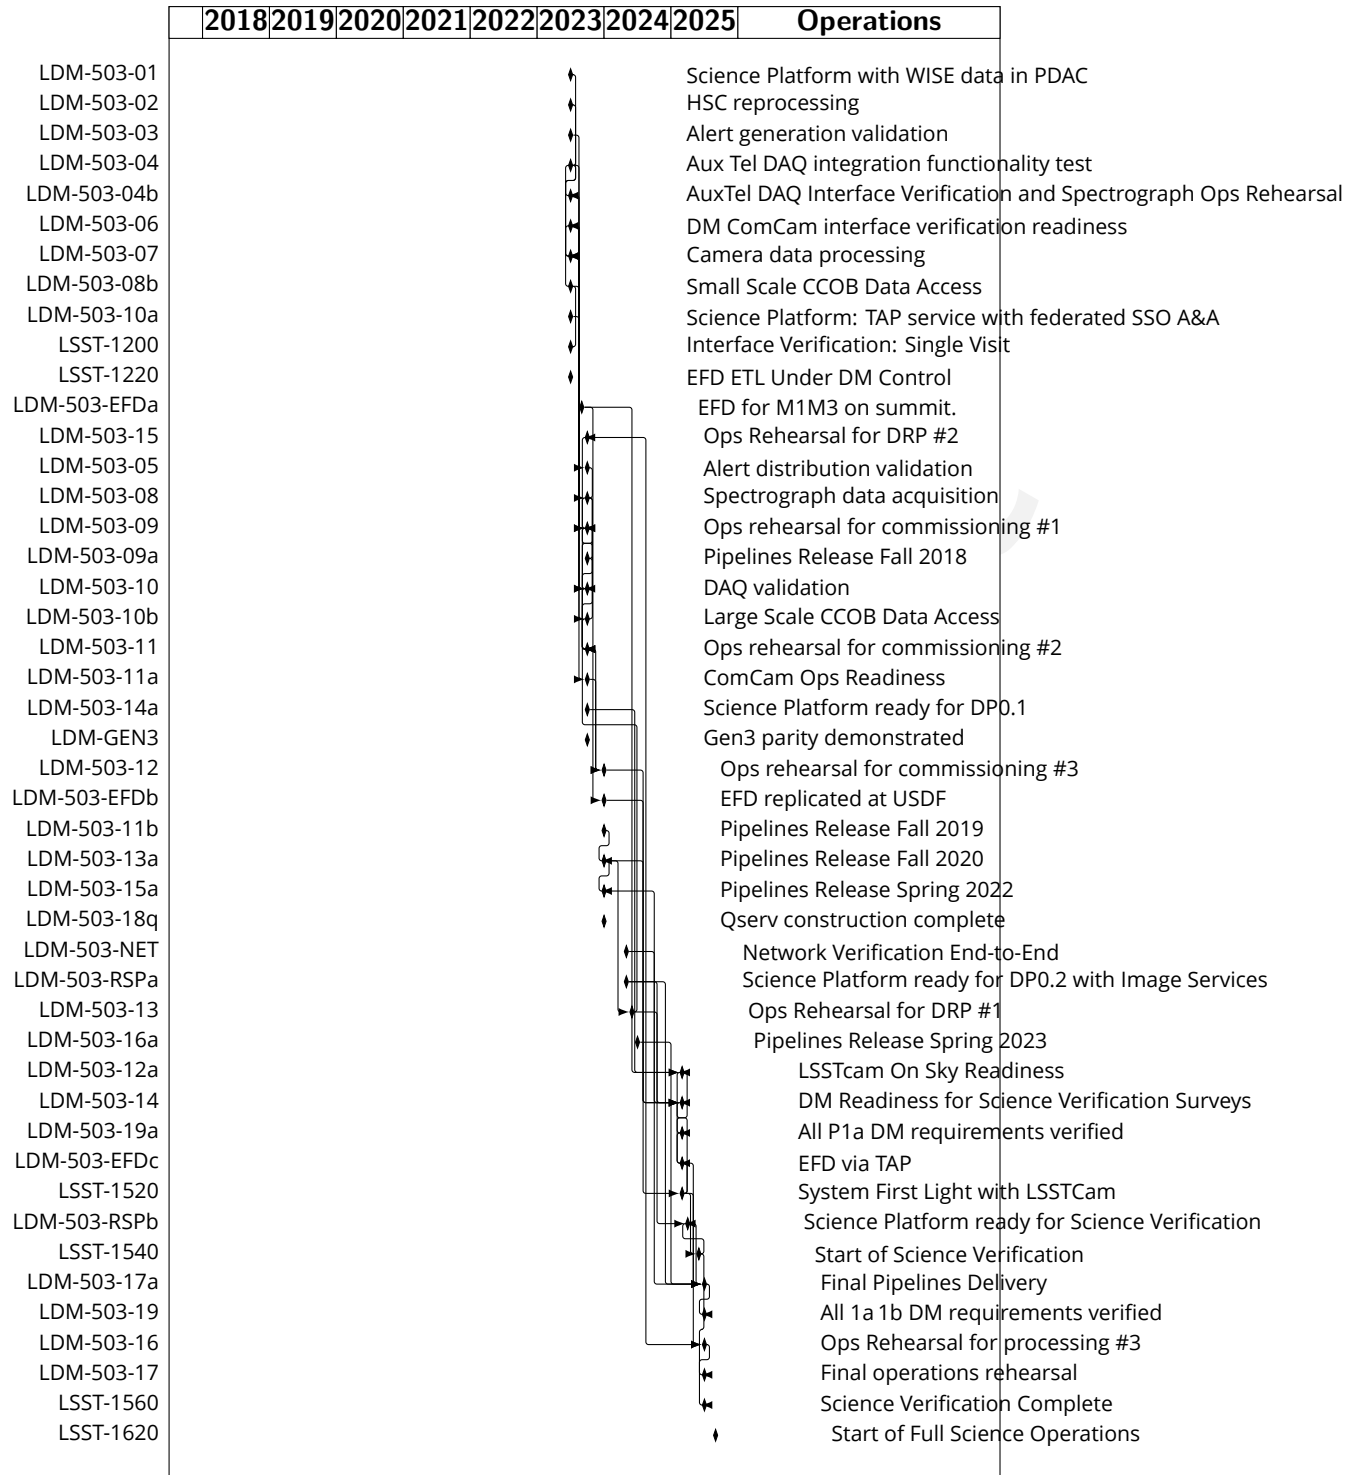 2018 2019 2020 2021 2022 2023 2024 2025 Operations
LDM-503-01 Science Platform with WISE data in PDAC
LDM-503-02 HSC reprocessing
LDM-503-03 Alert generation validation
LDM-503-04 Aux Tel DAQ integration functionality test
LDM-503-04b AuxTel DAQ Interface Verification and Spectrograph Ops Rehearsal
LDM-503-06 DM ComCam interface verification readiness
LDM-503-07 Camera data processing
LDM-503-08b Small Scale CCOB Data Access
LDM-503-10a Science Platform: TAP service with federated SSO A&A
LSST-1200 Interface Verification: Single Visit
LSST-1220 EFD ETL Under DM Control
LDM-503-EFDa EFD for M1M3 on summit.
LDM-503-15 Ops Rehearsal for DRP #2
LDM-503-05 Alert distribution validation
LDM-503-08 Spectrograph data acquisition
LDM-503-09 Ops rehearsal for commissioning #1
LDM-503-09a Pipelines Release Fall 2018
LDM-503-10 DAQ validation
LDM-503-10b Large Scale CCOB Data Access
LDM-503-11 Ops rehearsal for commissioning #2
LDM-503-11a ComCam Ops Readiness
LDM-503-14a Science Platform ready for DP0.1
LDM-GEN3 Gen3 parity demonstrated
LDM-503-12 Ops rehearsal for commissioning #3
LDM-503-EFDb EFD replicated at USDF
LDM-503-11b Pipelines Release Fall 2019
LDM-503-13a Pipelines Release Fall 2020
LDM-503-15a Pipelines Release Spring 2022
LDM-503-18q Qserv construction complete
LDM-503-NET Network Verification End-to-End
LDM-503-RSPa Science Platform ready for DP0.2 with Image Services
LDM-503-13 Ops Rehearsal for DRP #1
LDM-503-16a Pipelines Release Spring 2023
LDM-503-12a LSSTcam On Sky Readiness
LDM-503-14 DM Readiness for Science Verification Surveys
LDM-503-19a All P1a DM requirements verified
LDM-503-EFDc EFD via TAP
LSST-1520 System First Light with LSSTCam
LDM-503-RSPb Science Platform ready for Science Verification
LSST-1540 Start of Science Verification
LDM-503-17a Final Pipelines Delivery
LDM-503-19 All 1a 1b DM requirements verified
LDM-503-16 Ops Rehearsal for processing #3
LDM-503-17 Final operations rehearsal
LSST-1560 Science Verification Complete
LSST-1620 Start of Full Science Operations